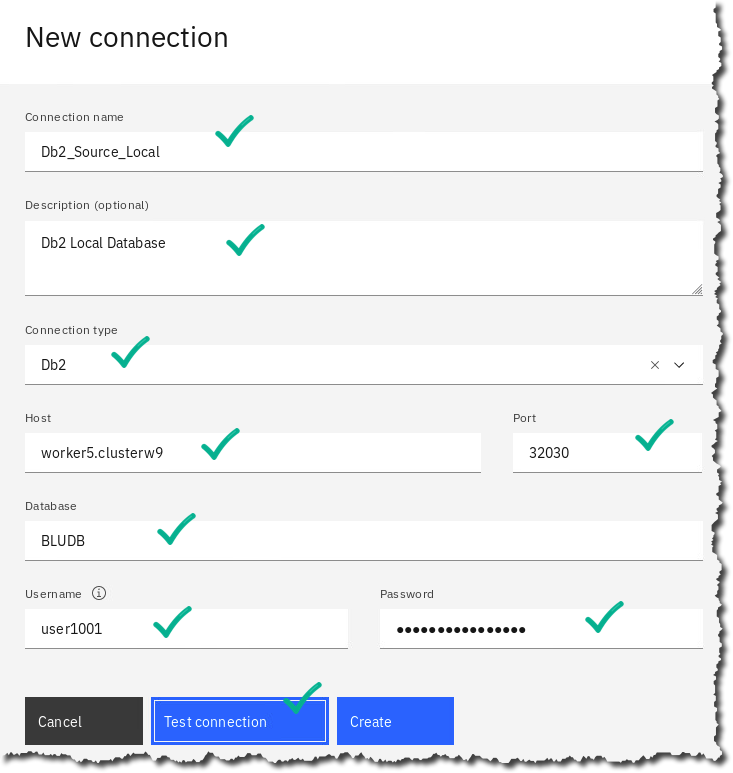 New connection
Connection name
Db2_Source_Local
Description (optional)
Db2 Local Database
Connection type
Db2
Host
Port
worker5.clusterw9
32030
Database
BLUDB
Username
Password
user1001
••••••••••••••••
Cancel
Test connection
Create